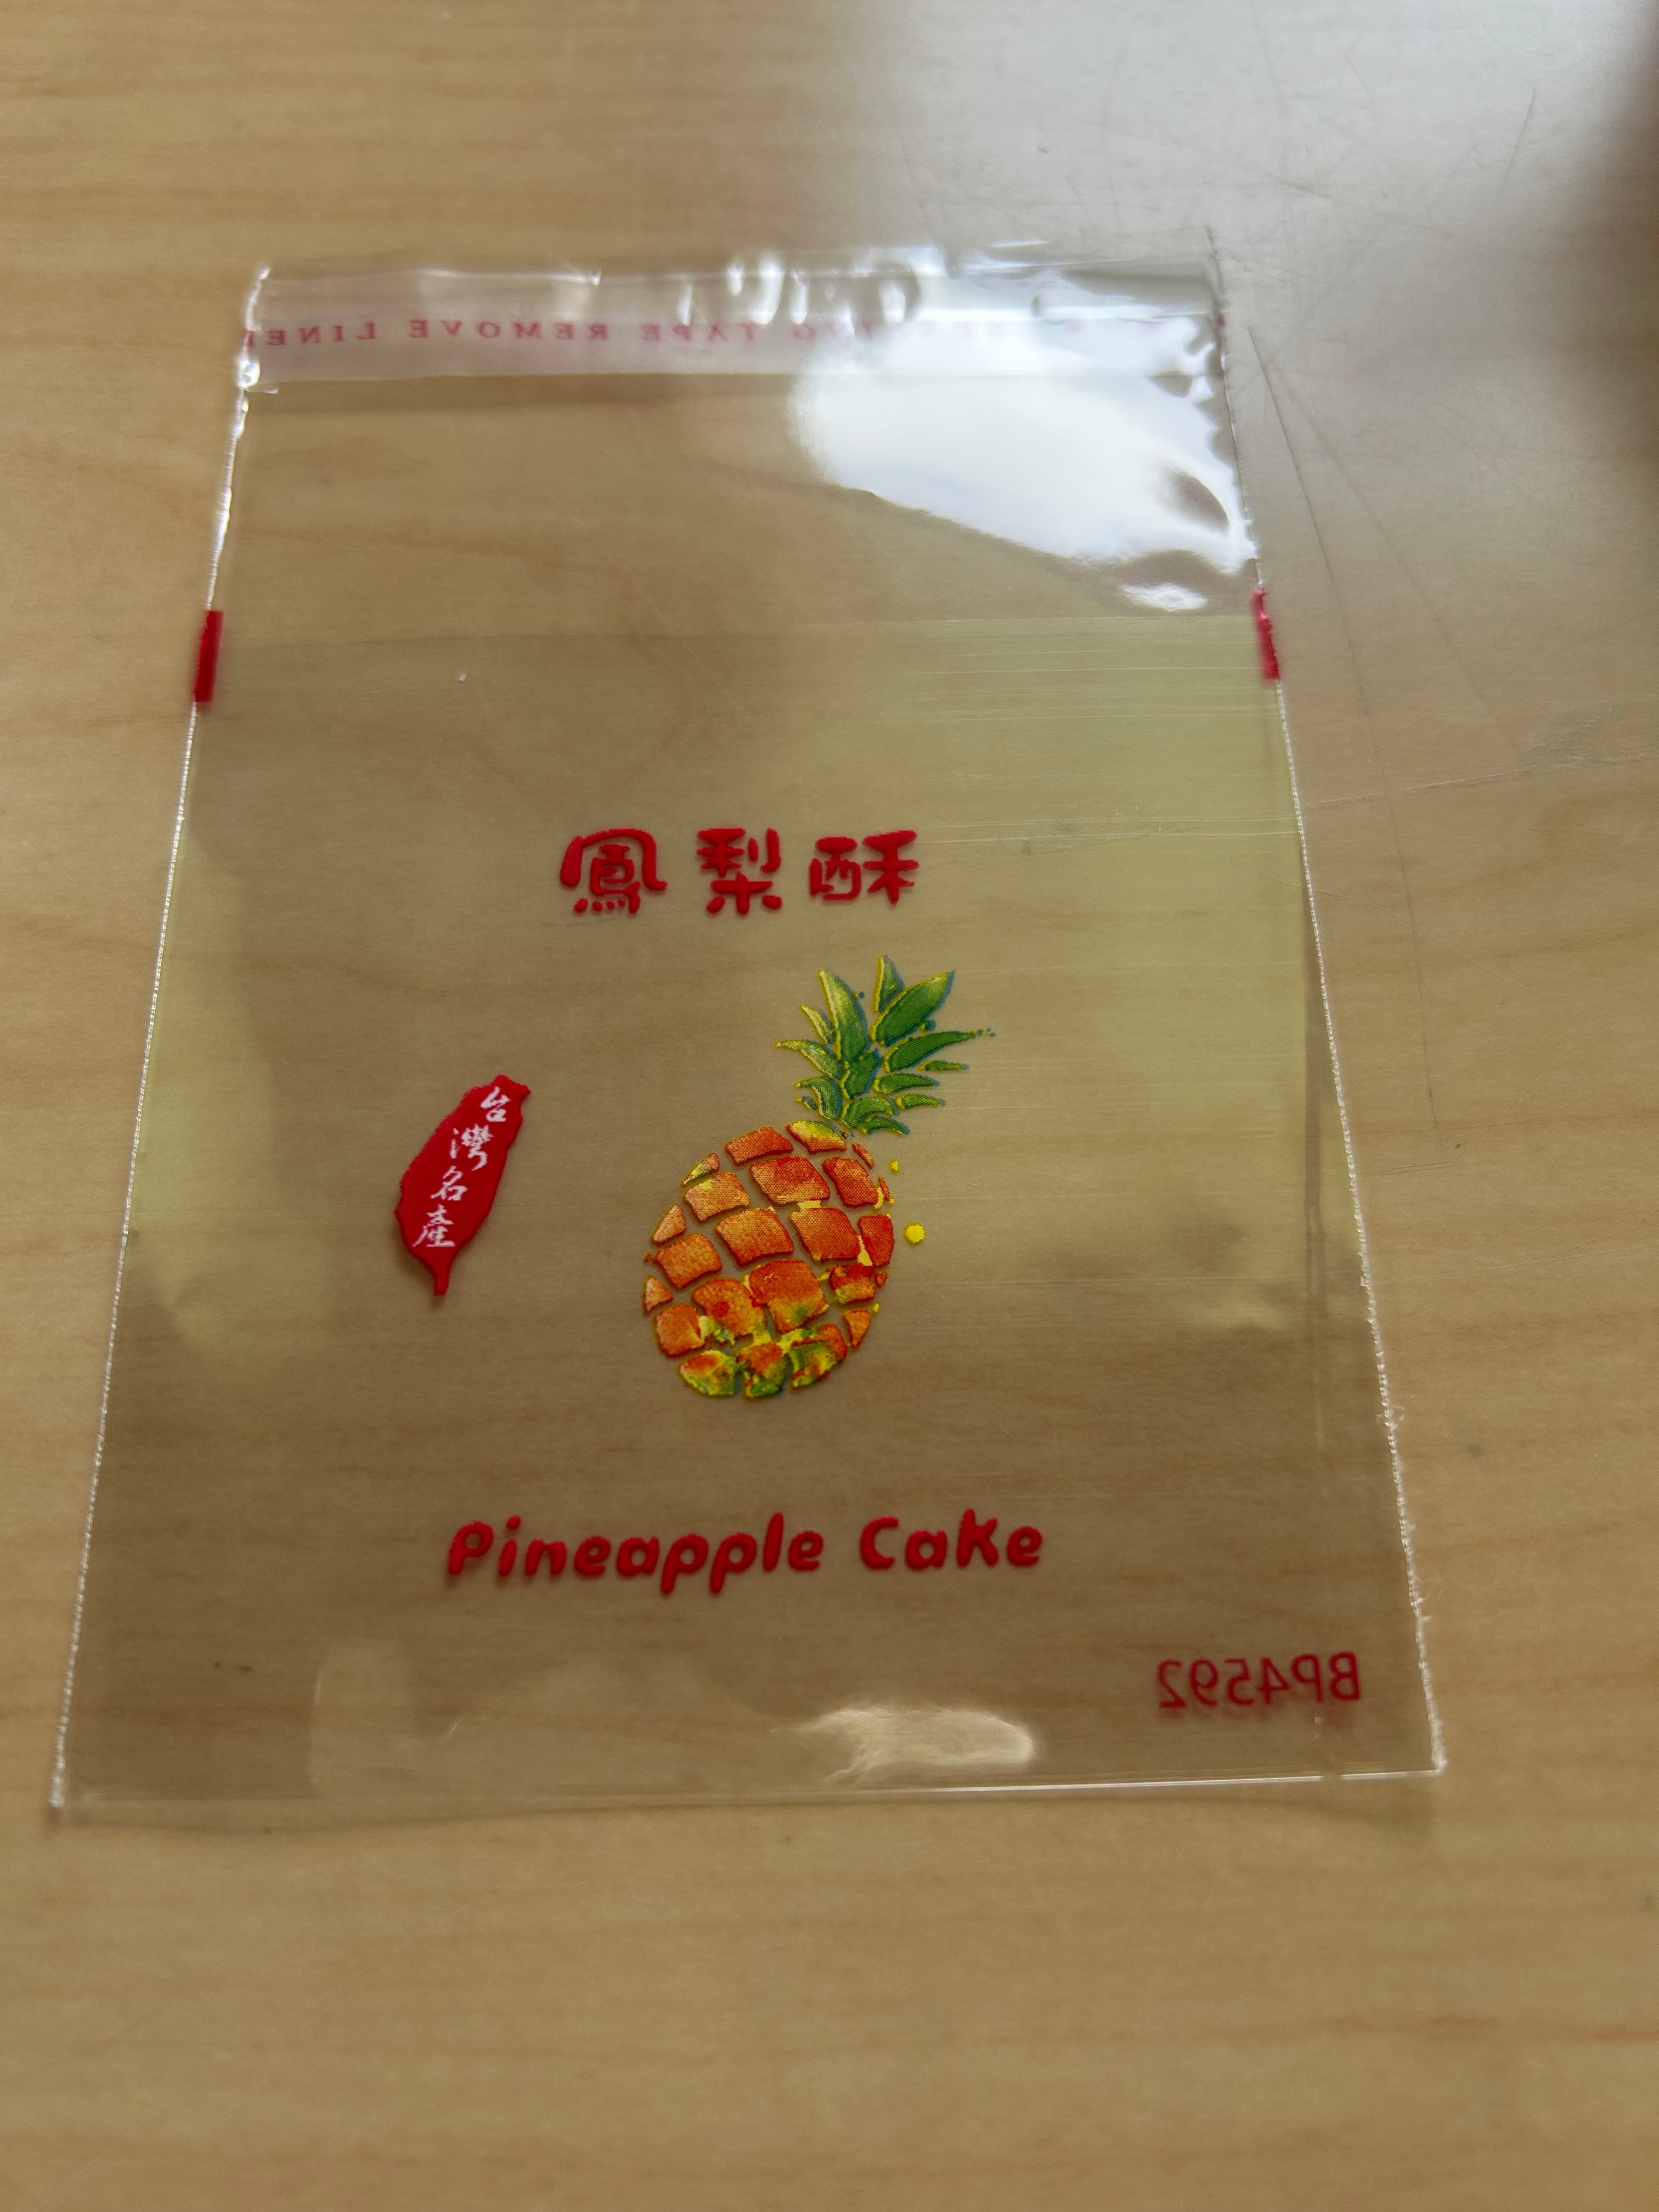 TAPE REMOVE LINE
鳳梨酥
台灣名產
Pineapple Cake
BP4592